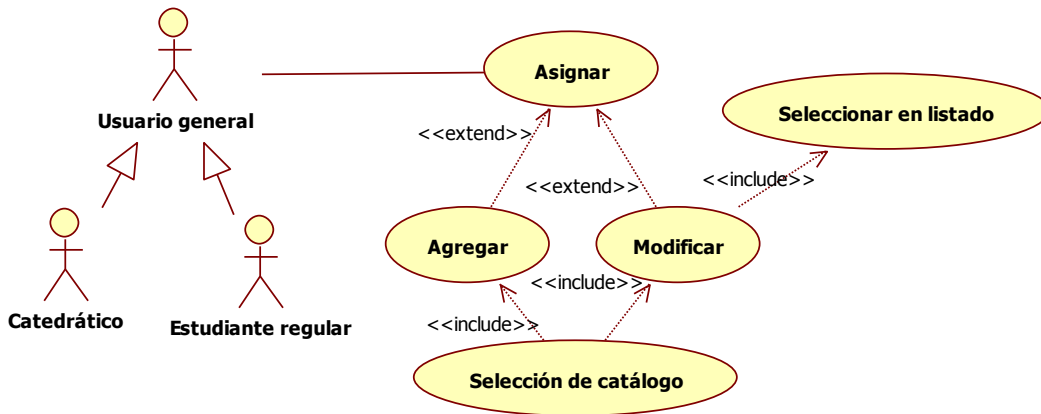 Asignar
Usuario general
Seleccionar en listado
<<extend>>
<<extend>>
<<include>>
Agregar
Modificar
<<include>>
<<include>>
Catedrático
Estudiante regular
Selección de catálogo